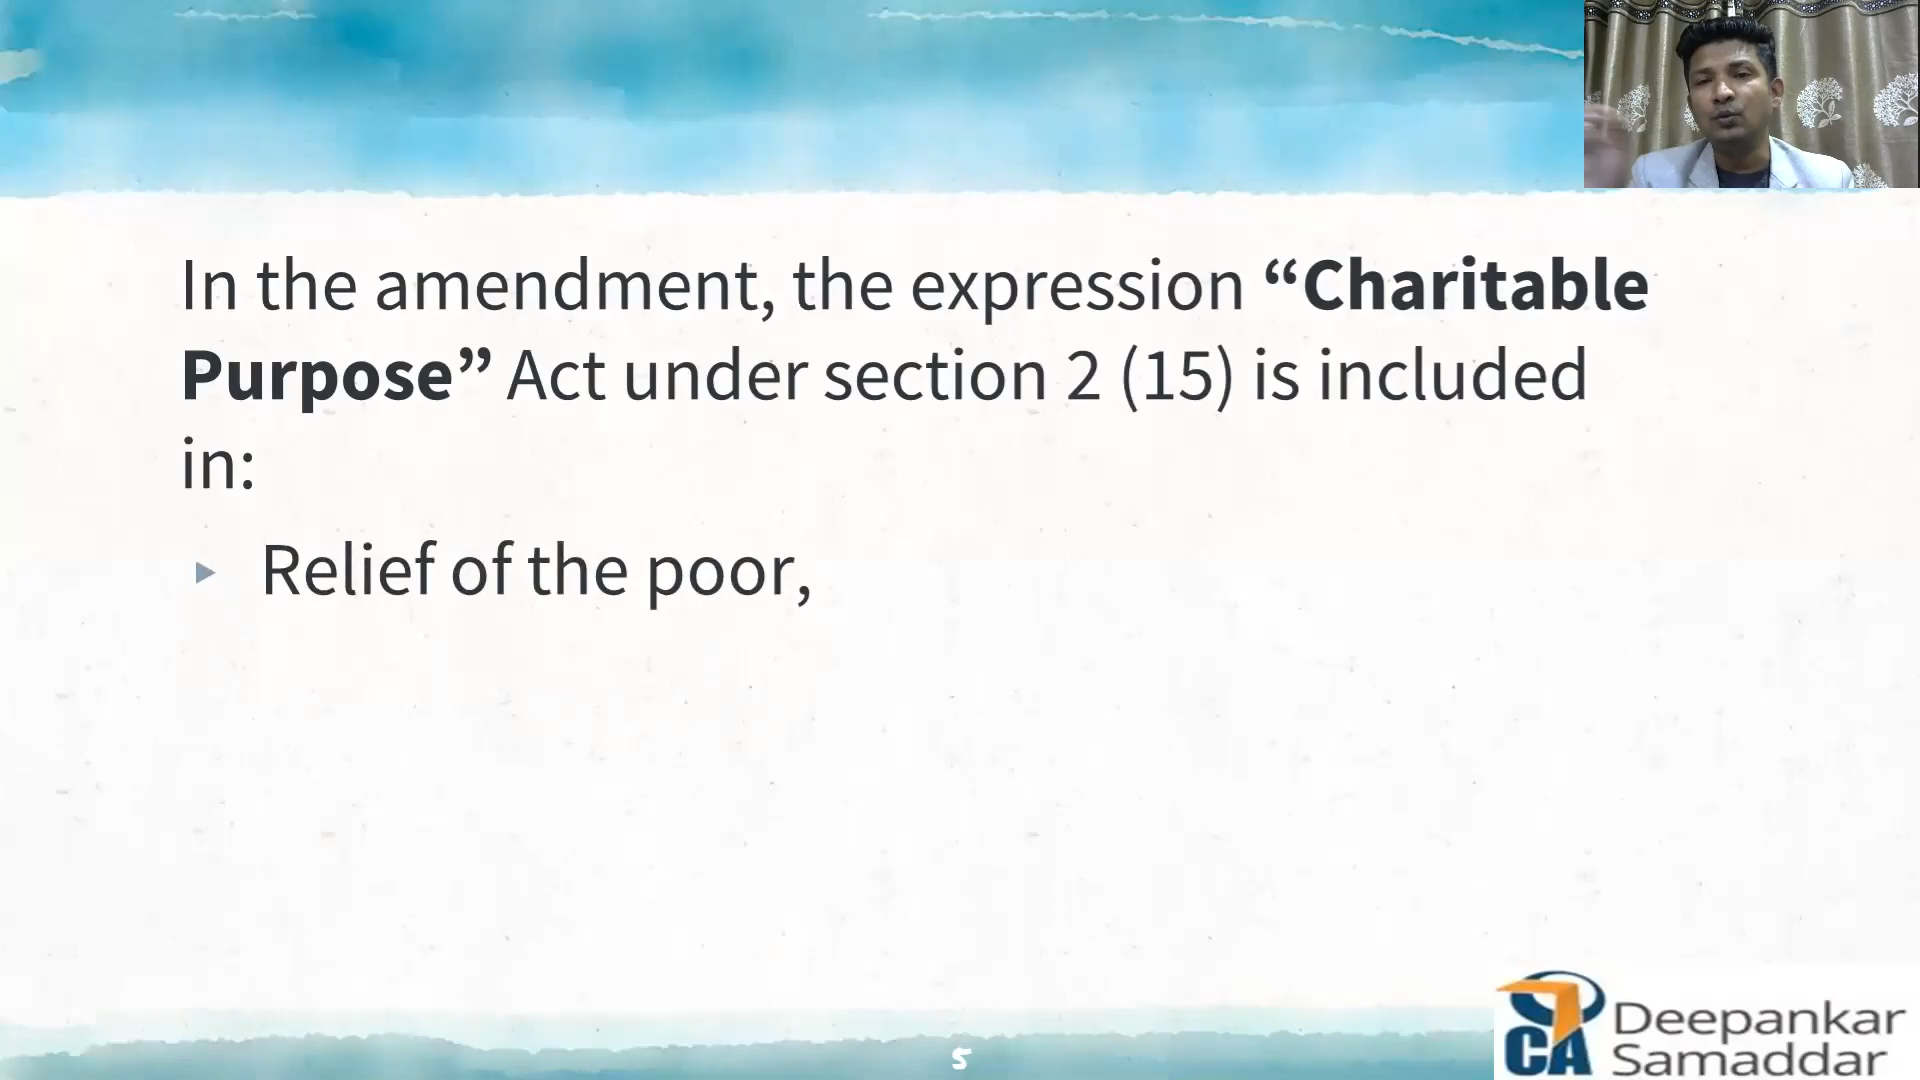 In the amendment, the expression “Charitable
Purpose” Act under section 2 (15) is included
in:
▸ Relief of the poor,
5
CA
Deepankar
Samaddar